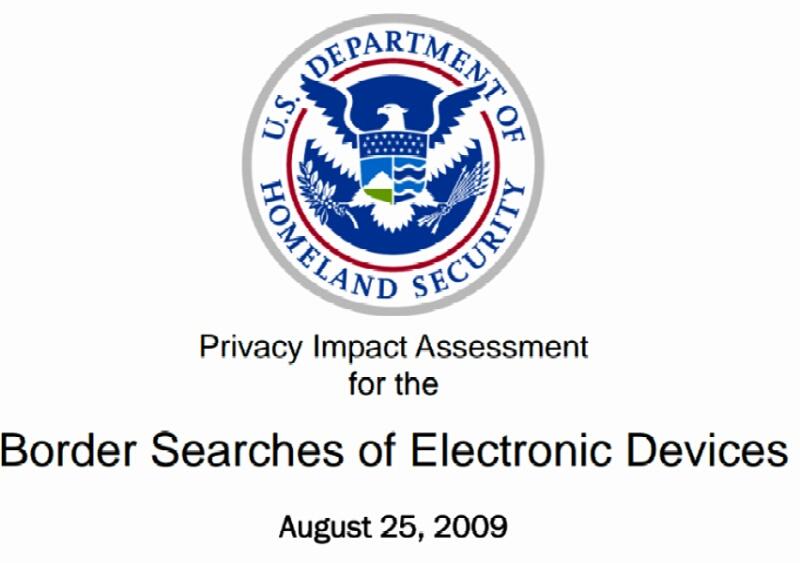 U.S. DEPARTMENT OF
HOMELAND SECURITY
Privacy Impact Assessment
for the
Border Searches of Electronic Devices
August 25, 2009